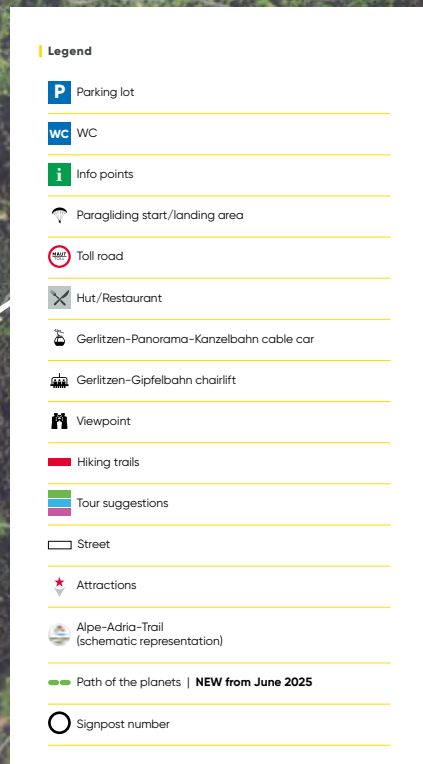 Legend
P Parking lot
WC WC
i Info points
Paragliding start/landing area
MAUT Toll road
Hut/Restaurant
Gerlitzen-Panorama-Kanzelbahn cable car
Gerlitzen-Gipfelbahn chairlift
Viewpoint
Hiking trails
Tour suggestions
Street
Attractions
Alpe-Adria-Trail
(schematic representation)
Path of the planets | NEW from June 2025
Signpost number